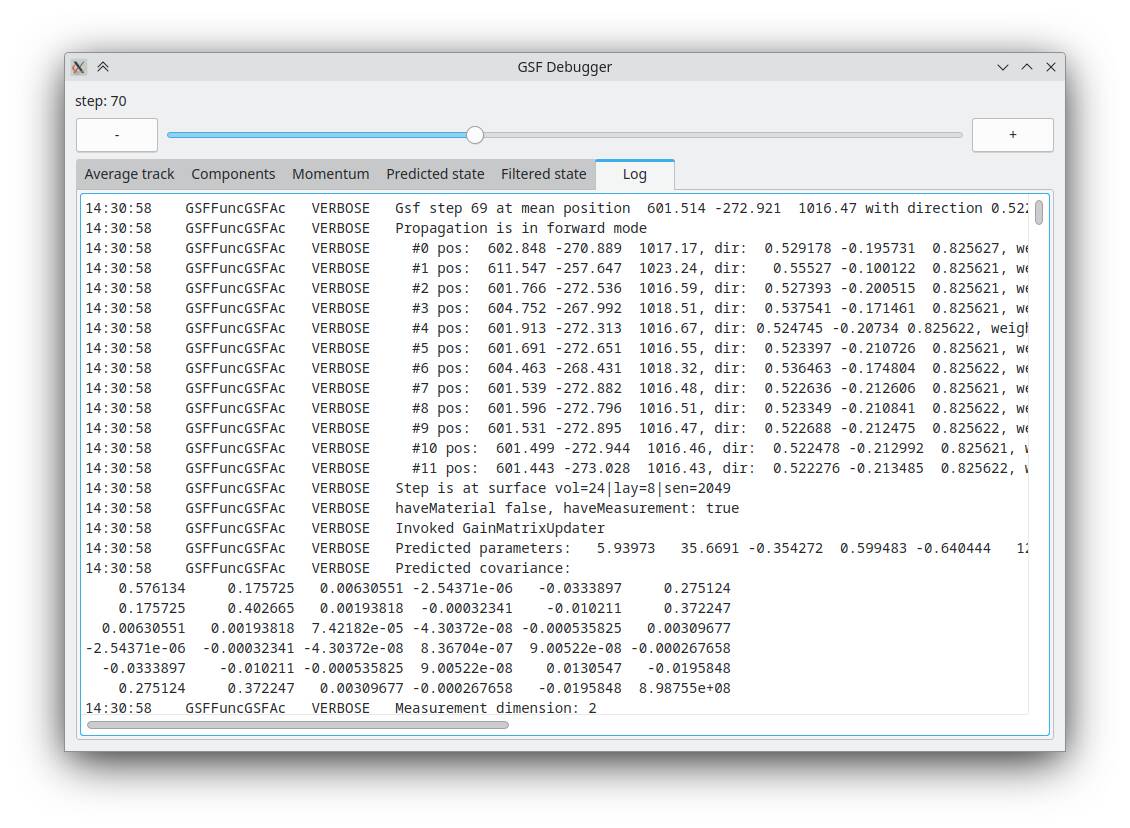 GSF Debugger
step: 70
- +
Average track Components Momentum Predicted state Filtered state Log
14:30:58    GSFFuncGSFAc   VERBOSE   Gsf step 69 at mean position  601.514 -272.921  1016.47 with direction 0.522
14:30:58    GSFFuncGSFAc   VERBOSE   Propagation is in forward mode
14:30:58    GSFFuncGSFAc   VERBOSE     #0 pos:  602.848 -270.889  1017.17, dir:  0.529178 -0.195731  0.825627, we
14:30:58    GSFFuncGSFAc   VERBOSE     #1 pos:  611.547 -257.647  1023.24, dir:   0.55527 -0.100122  0.825621, we
14:30:58    GSFFuncGSFAc   VERBOSE     #2 pos:  601.766 -272.536  1016.59, dir:  0.527393 -0.200515  0.825621, we
14:30:58    GSFFuncGSFAc   VERBOSE     #3 pos:  604.752 -267.992  1018.51, dir:  0.537541 -0.171461  0.825621, we
14:30:58    GSFFuncGSFAc   VERBOSE     #4 pos:  601.913 -272.313  1016.67, dir: 0.524745 -0.20734 0.825622, weigh
14:30:58    GSFFuncGSFAc   VERBOSE     #5 pos:  601.691 -272.651  1016.55, dir:  0.523397 -0.210726  0.825621, we
14:30:58    GSFFuncGSFAc   VERBOSE     #6 pos:  604.463 -268.431  1018.32, dir:  0.536463 -0.174804  0.825622, we
14:30:58    GSFFuncGSFAc   VERBOSE     #7 pos:  601.539 -272.882  1016.48, dir:  0.522636 -0.212606  0.825621, we
14:30:58    GSFFuncGSFAc   VERBOSE     #8 pos:  601.596 -272.796  1016.51, dir:  0.523349 -0.210841  0.825622, we
14:30:58    GSFFuncGSFAc   VERBOSE     #9 pos:  601.531 -272.895  1016.47, dir:  0.522688 -0.212475  0.825622, we
14:30:58    GSFFuncGSFAc   VERBOSE     #10 pos:  601.499 -272.944  1016.46, dir:  0.522478 -0.212992  0.825621,
14:30:58    GSFFuncGSFAc   VERBOSE     #11 pos:  601.443 -273.028  1016.43, dir:  0.522276 -0.213485  0.825622,
14:30:58    GSFFuncGSFAc   VERBOSE   Step is at surface vol=24|lay=8|sen=2049
14:30:58    GSFFuncGSFAc   VERBOSE   haveMaterial false, haveMeasurement: true
14:30:58    GSFFuncGSFAc   VERBOSE   Invoked GainMatrixUpdater
14:30:58    GSFFuncGSFAc   VERBOSE   Predicted parameters:   5.93973   35.6691 -0.354272  0.599483 -0.640444   12
14:30:58    GSFFuncGSFAc   VERBOSE   Predicted covariance:
0.576134     0.175725   0.00630551 -2.54371e-06   -0.0333897     0.275124
0.175725     0.402665   0.00193818  -0.00032341    -0.010211     0.372247
0.00630551   0.00193818  7.42182e-05 -4.30372e-08 -0.000535825   0.00309677
-2.54371e-06  -0.00032341 -4.30372e-08  8.36704e-07  9.00522e-08 -0.000267658
-0.0333897    -0.010211 -0.000535825  9.00522e-08    0.0130547   -0.0195848
0.275124     0.372247   0.00309677 -0.000267658   -0.0195848  8.98755e+08
14:30:58    GSFFuncGSFAc   VERBOSE   Measurement dimension: 2